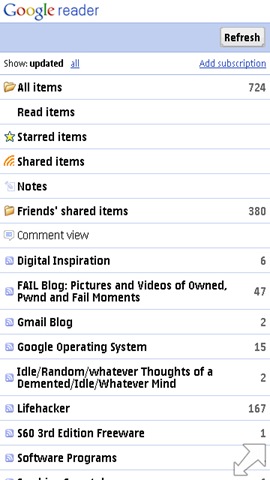 Google reader
Refresh
Show: updated all Add subscription
All items 724
Read items
Starred items
Shared items
Notes
Friends' shared items 380
Comment view
Digital Inspiration 6
FAIL Blog: Pictures and Videos of Owned,
Pwnd and Fail Moments 47
Gmail Blog 2
Google Operating System 15
Idle/Random/whatever Thoughts of a
Demented/Idle/Whatever Mind 2
Lifehacker 167
S60 3rd Edition Freeware 1
Software Programs